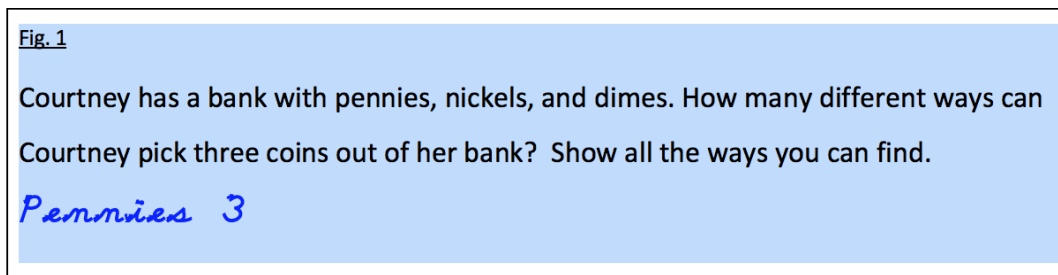 Fig. 1
Courtney has a bank with pennies, nickels, and dimes. How many different ways can
Courtney pick three coins out of her bank?  Show all the ways you can find.
Pennies 3